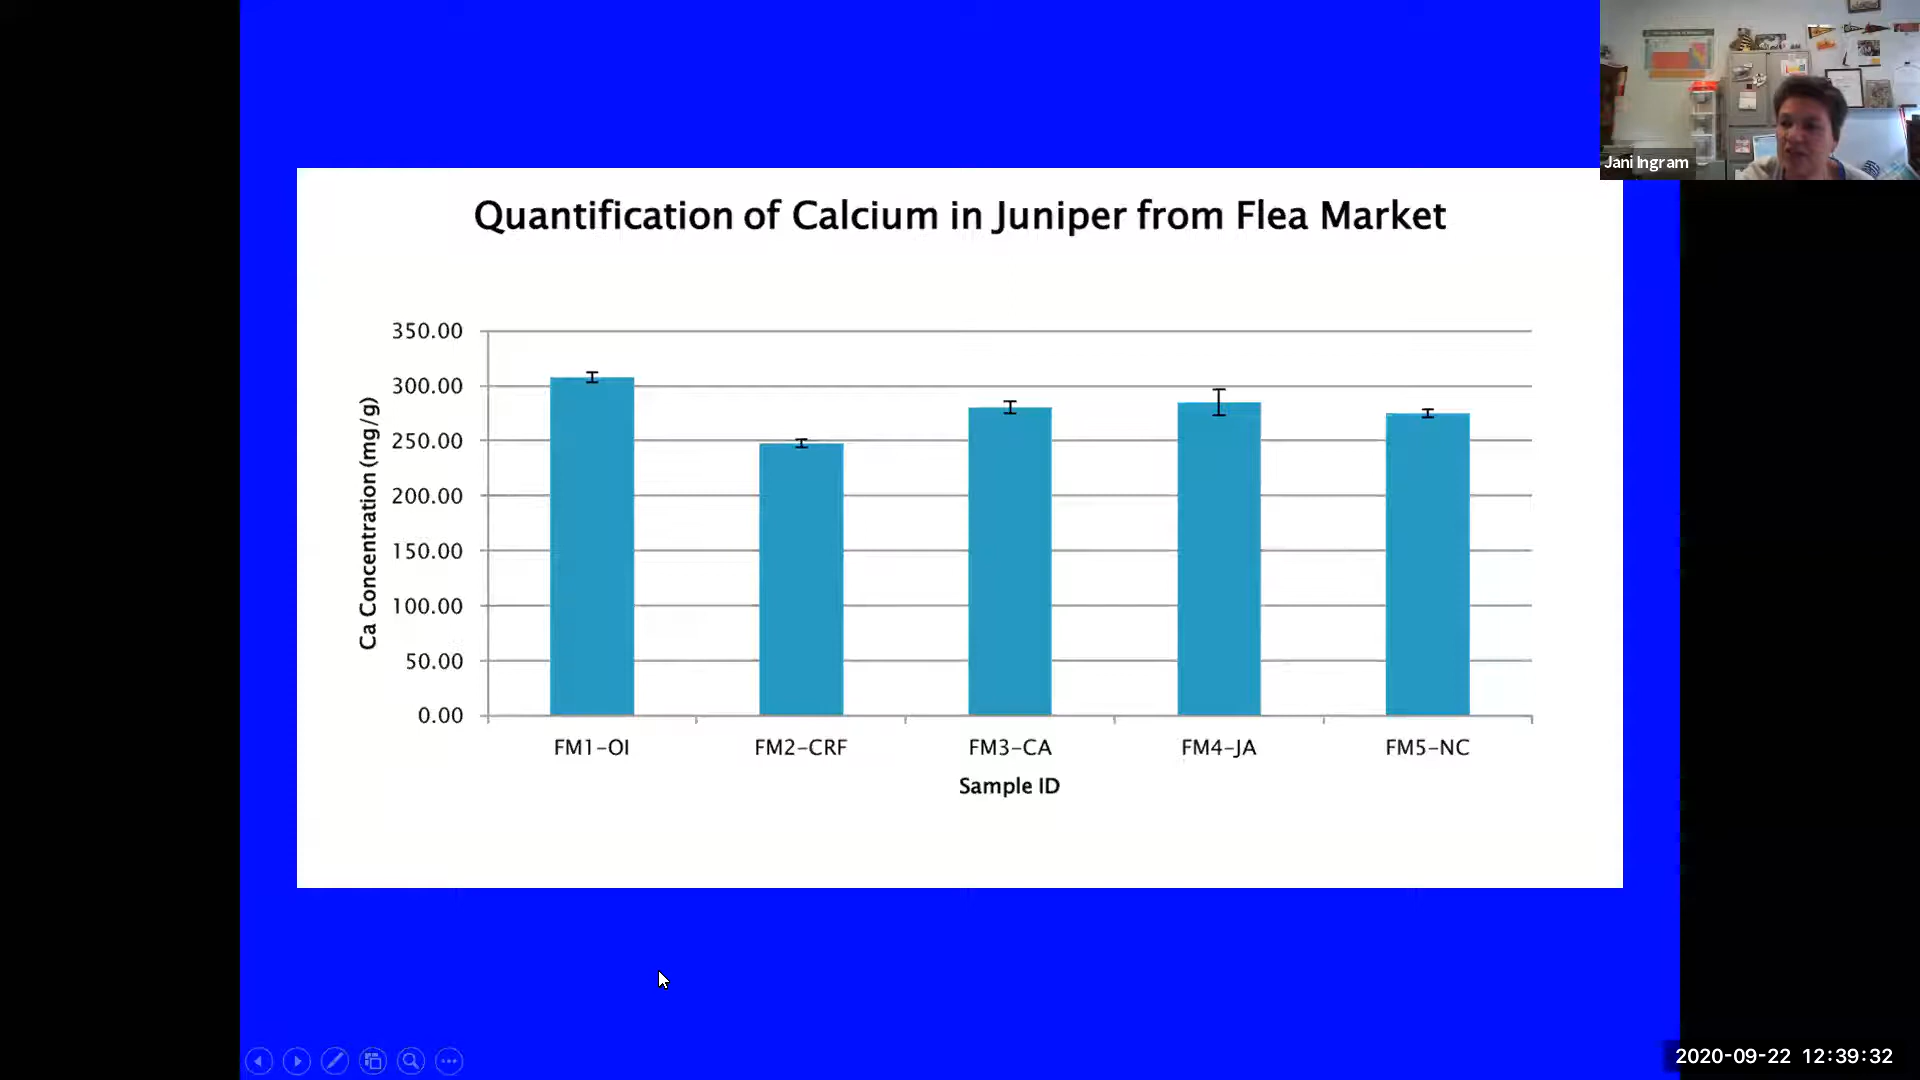 Jani Ingram
Quantification of Calcium in Juniper from Flea Market
Ca Concentration (mg/g)
350.00
300.00
250.00
200.00
150.00
100.00
50.00
0.00
FM1-OI FM2-CRF FM3-CA FM4-JA FM5-NC
Sample ID
2020-09-22 12:39:32